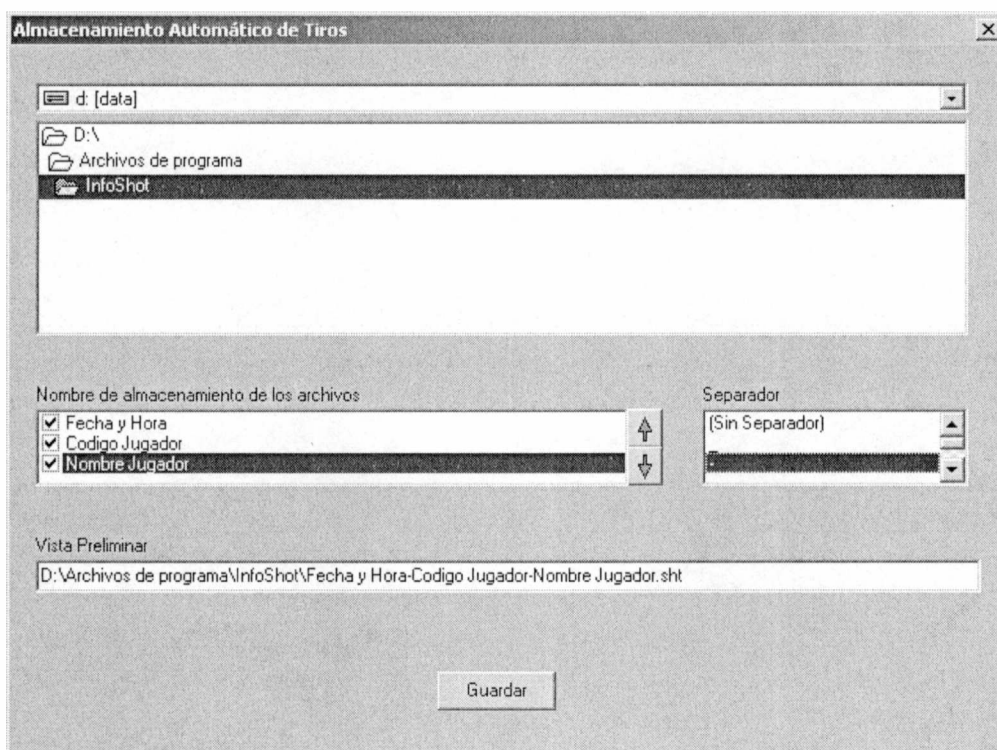 Almacenamiento Automático de Tiros
d: [data]
D:\
Archivos de programa
InfoShot
Nombre de almacenamiento de los archivos
Separador
Fecha y Hora
Codigo Jugador
Nombre Jugador
(Sin Separador)
Vista Preliminar
D:\Archivos de programa\InfoShot\Fecha y Hora-Codigo Jugador-Nombre Jugador.sht
Guardar